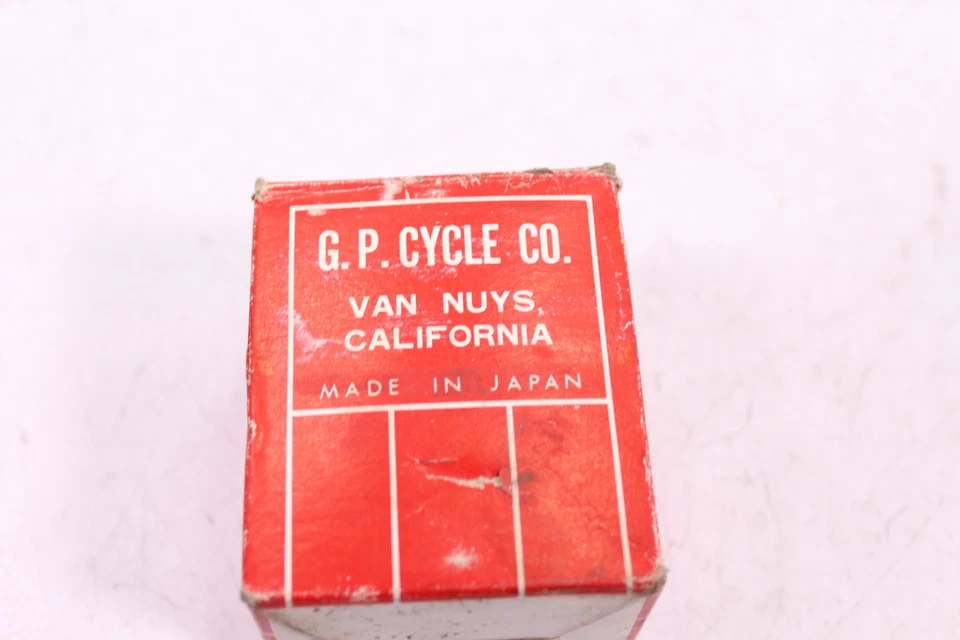 G. P. CYCLE CO.
VAN NUYS,
CALIFORNIA
MADE IN JAPAN